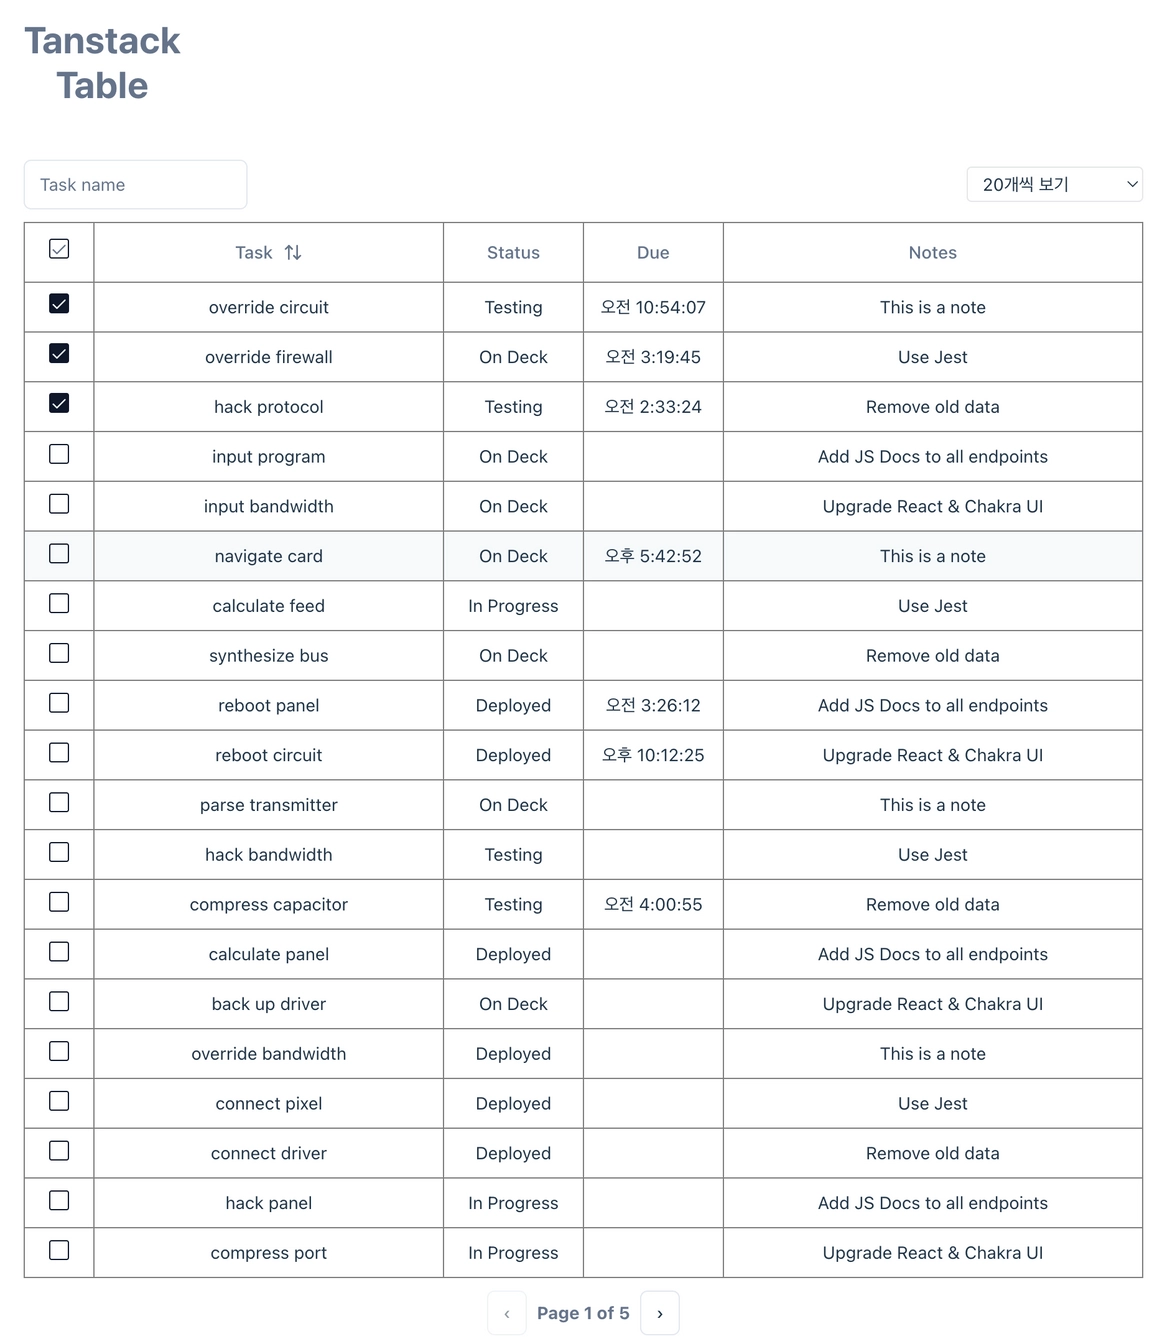 Tanstack
Table
Task name
20개씩 보기
Task Status Due Notes
override circuit Testing 오전 10:54:07 This is a note
override firewall On Deck 오전 3:19:45 Use Jest
hack protocol Testing 오전 2:33:24 Remove old data
input program On Deck Add JS Docs to all endpoints
input bandwidth On Deck Upgrade React & Chakra UI
navigate card On Deck 오후 5:42:52 This is a note
calculate feed In Progress Use Jest
synthesize bus On Deck Remove old data
reboot panel Deployed 오전 3:26:12 Add JS Docs to all endpoints
reboot circuit Deployed 오후 10:12:25 Upgrade React & Chakra UI
parse transmitter On Deck This is a note
hack bandwidth Testing Use Jest
compress capacitor Testing 오전 4:00:55 Remove old data
calculate panel Deployed Add JS Docs to all endpoints
back up driver On Deck Upgrade React & Chakra UI
override bandwidth Deployed This is a note
connect pixel Deployed Use Jest
connect driver Deployed Remove old data
hack panel In Progress Add JS Docs to all endpoints
compress port In Progress Upgrade React & Chakra UI
‹ Page 1 of 5 ›